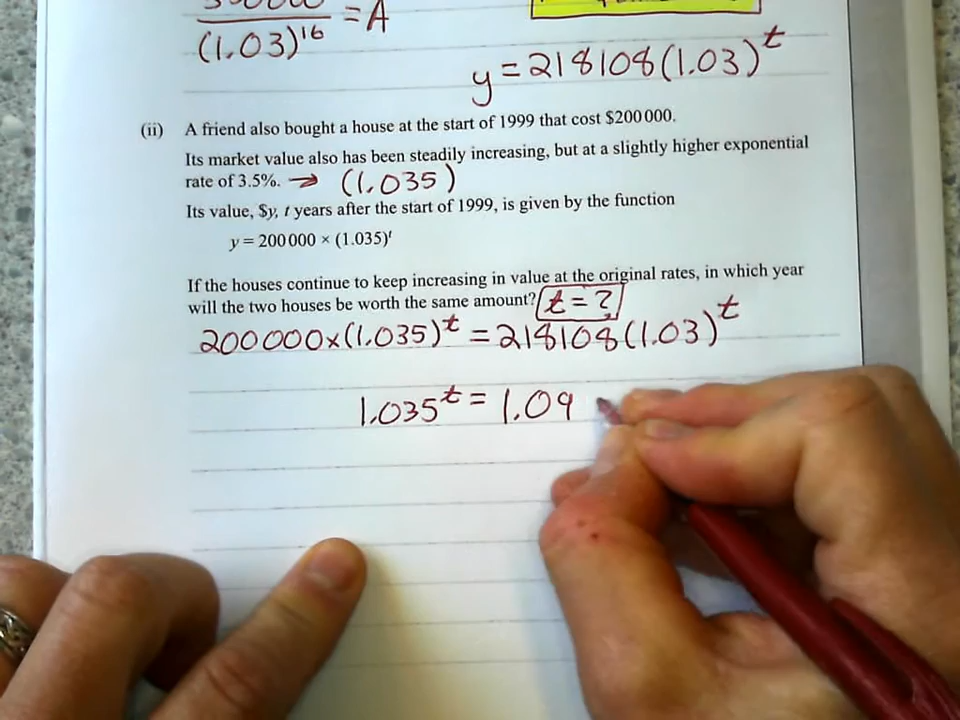 (1.03)^16 = A
y = 218108(1.03)^t
(ii) A friend also bought a house at the start of 1999 that cost $200 000.
Its market value also has been steadily increasing, but at a slightly higher exponential
rate of 3.5%. → (1.035)
Its value, $y, t years after the start of 1999, is given by the function
y = 200 000 × (1.035)^t
If the houses continue to keep increasing in value at the original rates, in which year
will the two houses be worth the same amount? t = ?
200000×(1.035)^t = 218108(1.03)^t
1.035^t = 1.09